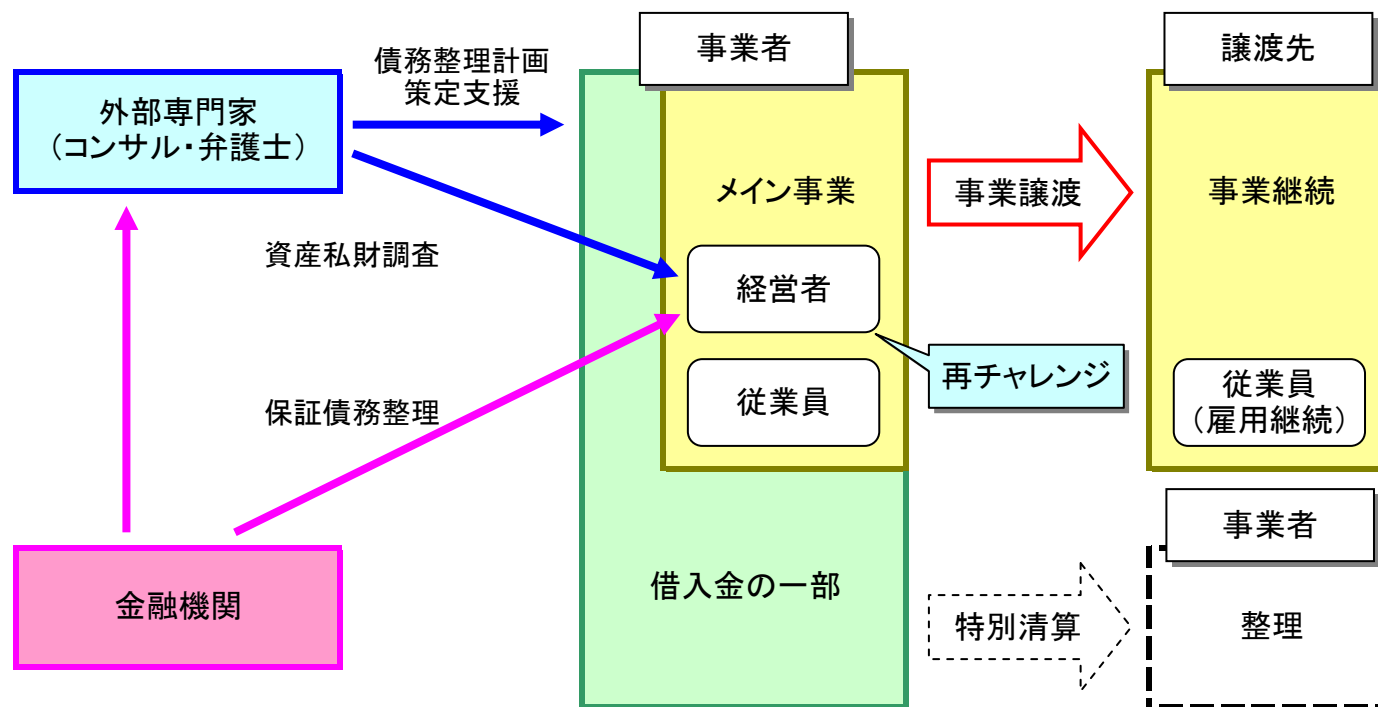 事業者
譲渡先
債務整理計画
策定支援
外部専門家
（コンサル・弁護士）
メイン事業
事業譲渡
事業継続
資産私財調査
経営者
再チャレンジ
従業員
従業員
（雇用継続）
保証債務整理
事業者
金融機関
借入金の一部
特別清算
整理